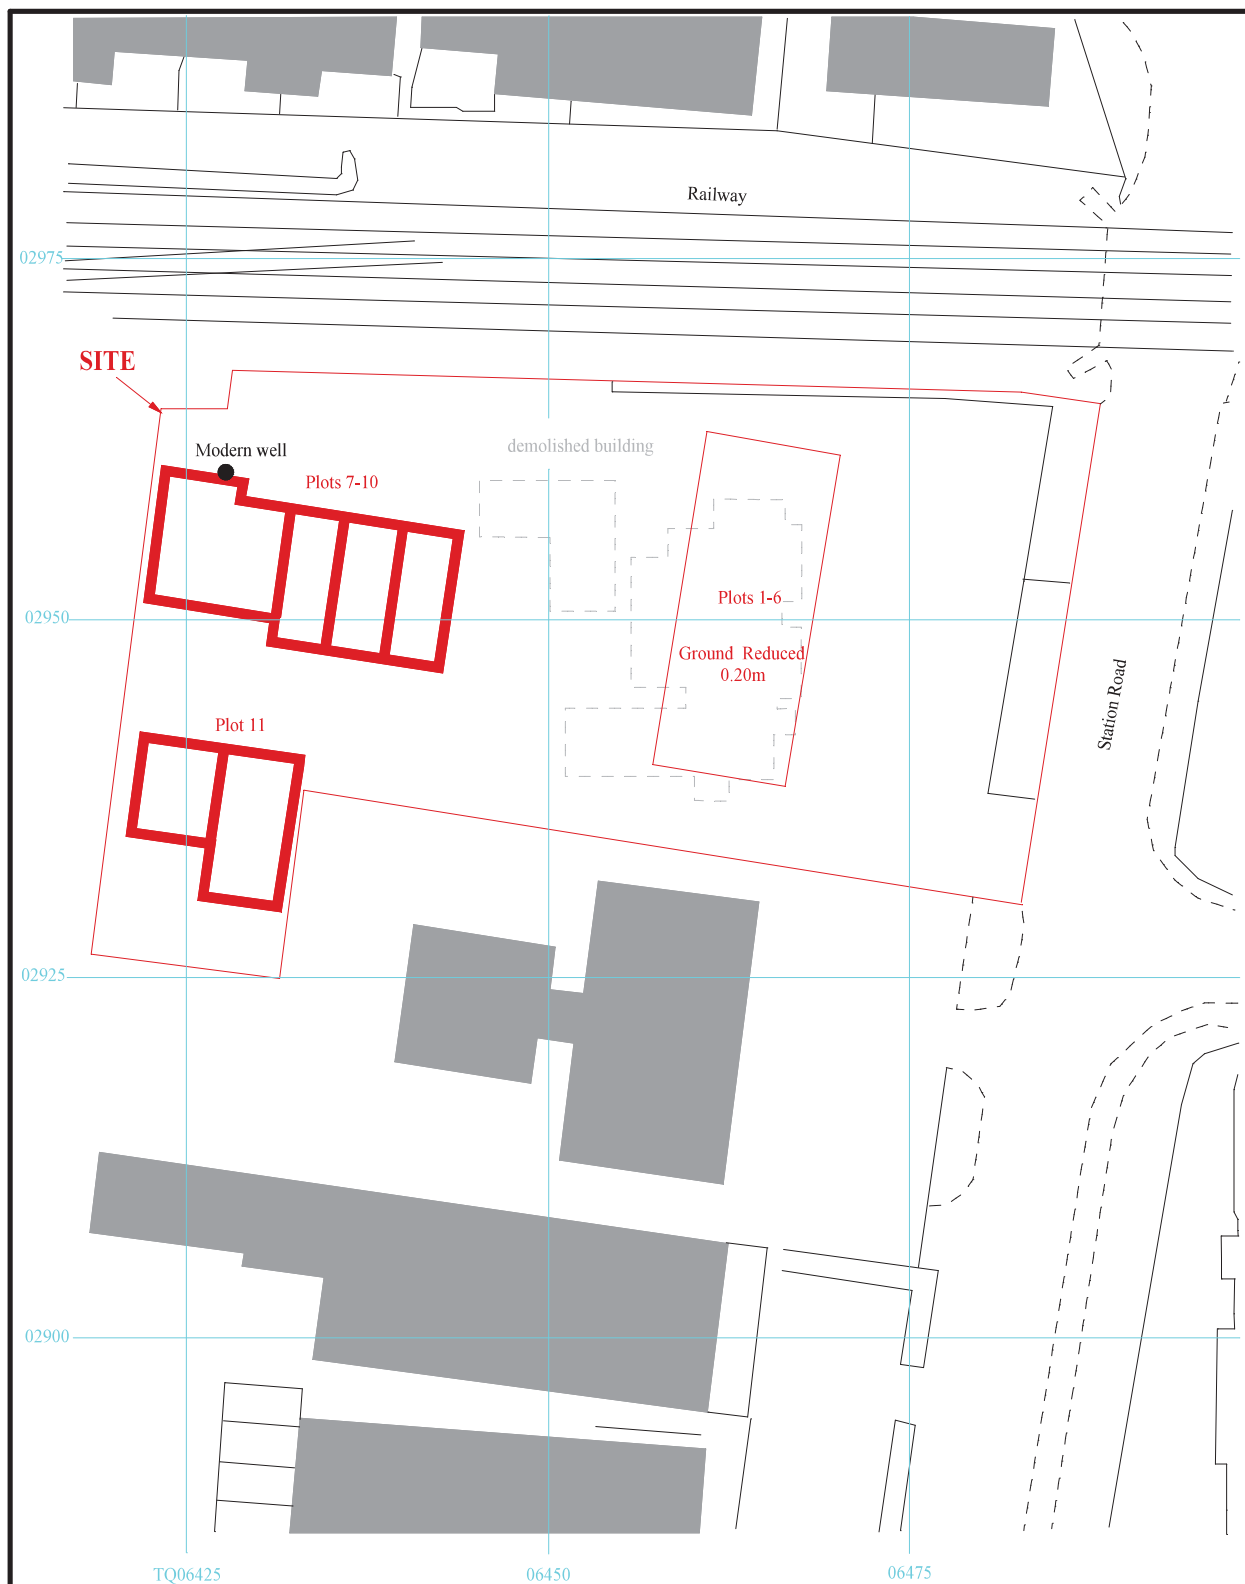 Railway
02975
SITE
demolished building
Modern well
Plots 7-10
Plots 1-6
02950
Ground Reduced
0.20m
Station Road
Plot 11
02925
02900
TQ06425
06450
06475